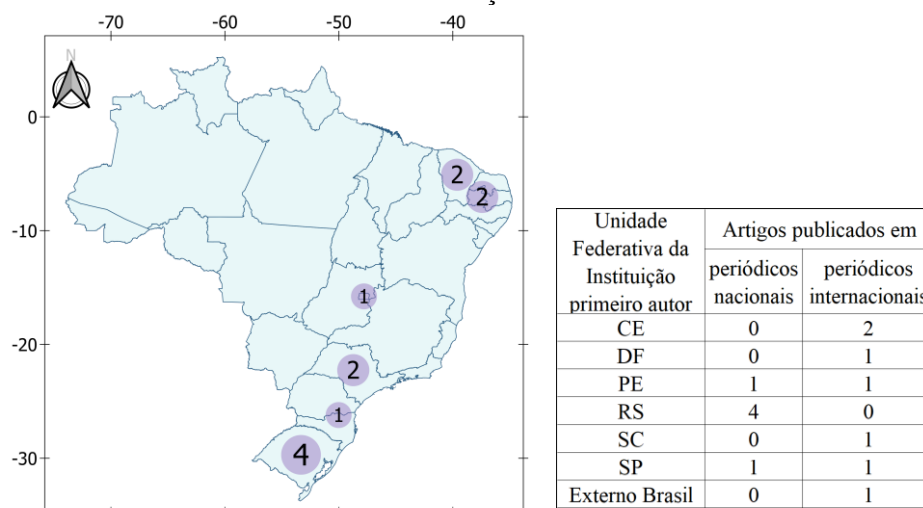 -70 -60 -50 -40
N
0
-10
-20
-30
2
2
1
2
1
4
Unidade
Federativa da
Instituição
primeiro autor
Artigos publicados em
periódicos
nacionais
periódicos
internacionais
CE 0 2
DF 0 1
PE 1 1
RS 4 0
SC 0 1
SP 1 1
Externo Brasil 0 1